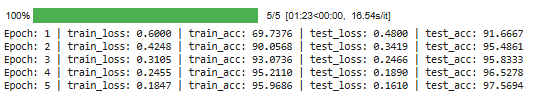 100% 5/5 [01:23<00:00, 16.54s/it]
Epoch: 1 | train_loss: 0.6000 | train_acc: 69.7376 | test_loss: 0.4800 | test_acc: 91.6667
Epoch: 2 | train_loss: 0.4248 | train_acc: 90.0568 | test_loss: 0.3419 | test_acc: 95.4861
Epoch: 3 | train_loss: 0.3105 | train_acc: 93.0736 | test_loss: 0.2466 | test_acc: 95.8333
Epoch: 4 | train_loss: 0.2455 | train_acc: 95.2110 | test_loss: 0.1890 | test_acc: 96.5278
Epoch: 5 | train_loss: 0.1847 | train_acc: 95.9686 | test_loss: 0.1610 | test_acc: 97.5694